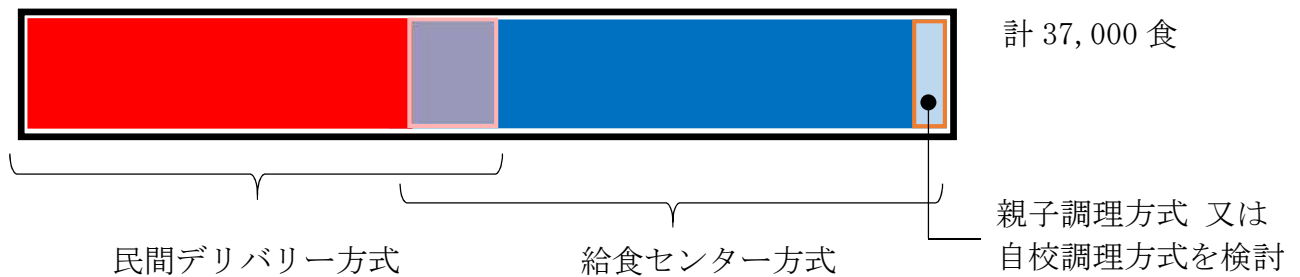 計 37,000 食
親子調理方式 又は
自校調理方式を検討
民間デリバリー方式
給食センター方式